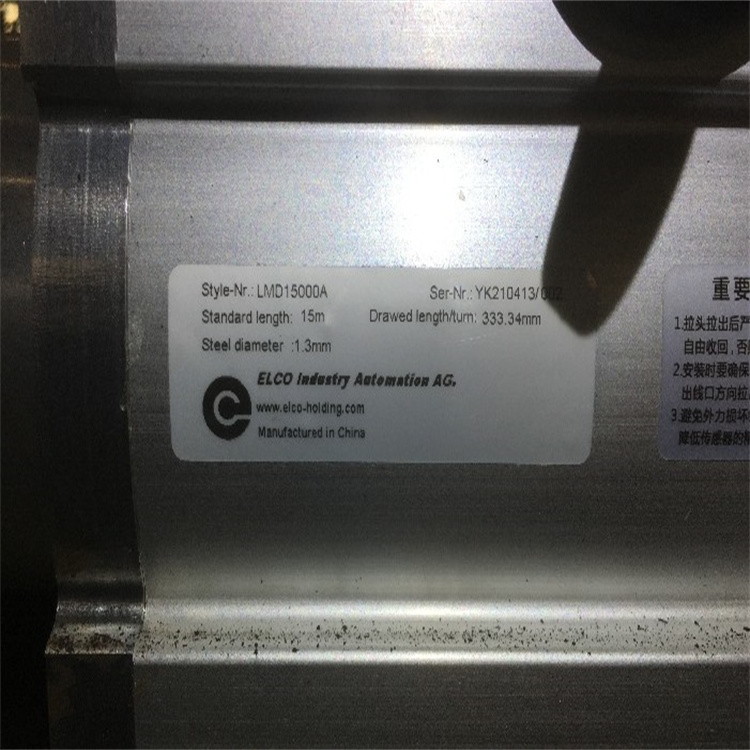 Style-Nr.: LMD15000A Ser-Nr.: YK210413/002
Standard length: 15m Drawed length/turn: 333.34mm
Steel diameter :1.3mm
ELCO Industry Automation AG.
www.elco-holding.com
Manufactured in China
重要
1.拉头拉出后严
自由收回,否
2.安装时要确保
出线口方向拉
3.避免外力损坏
降低传感器的精